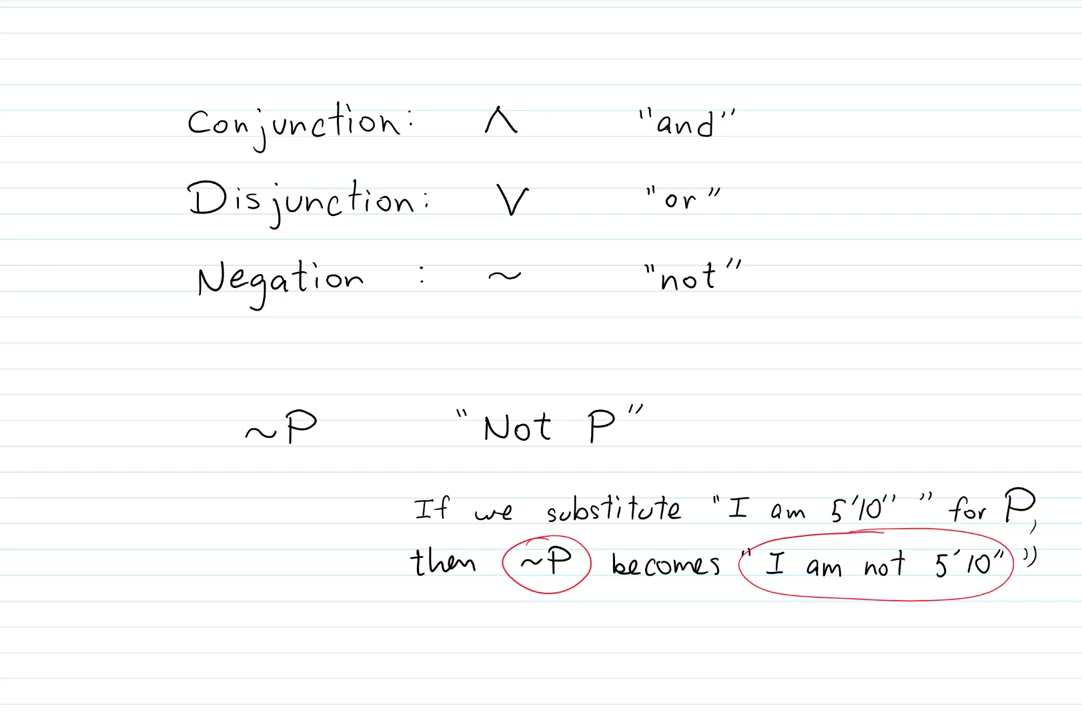 Conjunction: ∧ "and"
Disjunction: ∨ "or"
Negation : ~ "not"
~P "Not P"
If we substitute "I am 5'10" " for P,
then ~P becomes "I am not 5'10" "